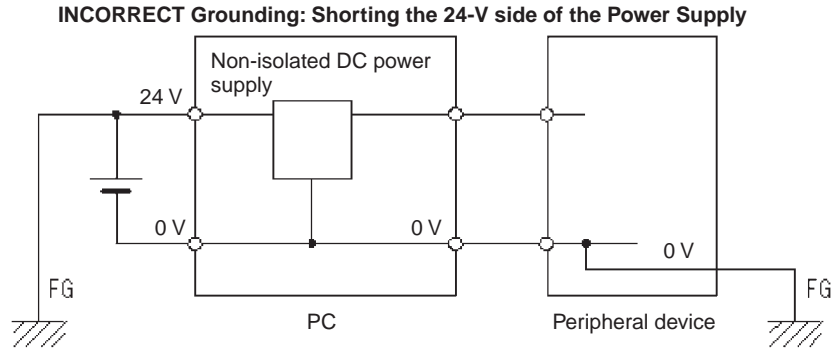 INCORRECT Grounding: Shorting the 24-V side of the Power Supply
Non-isolated DC power
supply
24 V
0 V
0 V
0 V
FG
FG
PC
Peripheral device